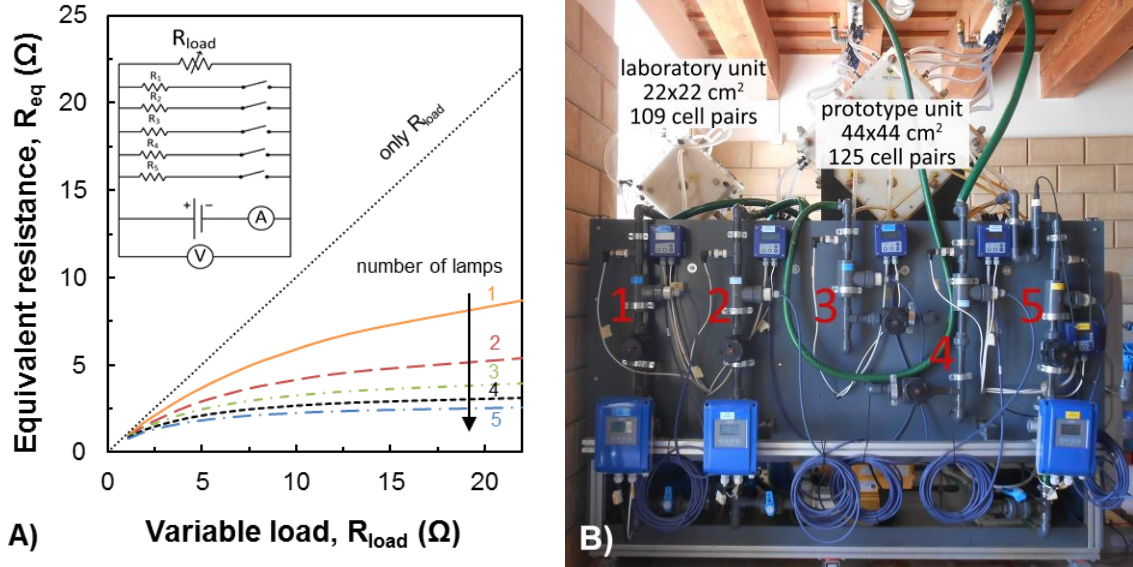 25
20
15
10
5
0
Equivalent resistance, Req (Ω)
Rload
R1
R2
R3
R4
R5
+ −
A
V
only Rload
number of lamps
1
2
3
4
5
0 5 10 15 20
Variable load, Rload (Ω)
A)
laboratory unit
22x22 cm²
109 cell pairs
prototype unit
44x44 cm²
125 cell pairs
1
2
3
4
5
B)